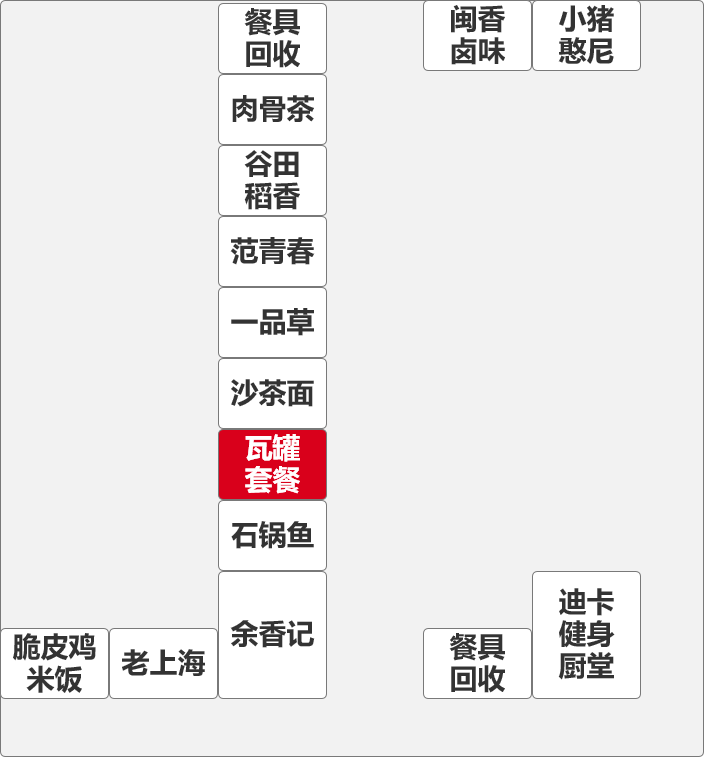 餐具
回收
闽香
卤味
小猪
憨尼
肉骨茶
谷田
稻香
范青春
一品草
沙茶面
瓦罐
套餐
石锅鱼
余香记
脆皮鸡
米饭
老上海
餐具
回收
迪卡
健身
厨堂